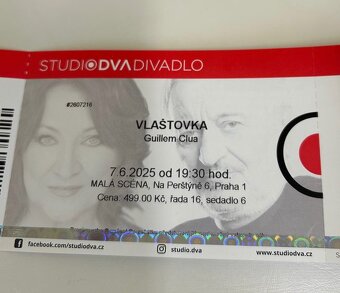 STUDIODVADIVADLO
#2607216
VLAŠTOVKA
Guillem Clua
7.6.2025 od 19:30 hod.
MALÁ SCÉNA, Na Perštýně 6, Praha 1
Cena: 499.00 Kč, řada 16, sedadlo 6
facebook.com/studiodva.cz
studio.dva
www.studiodva.cz